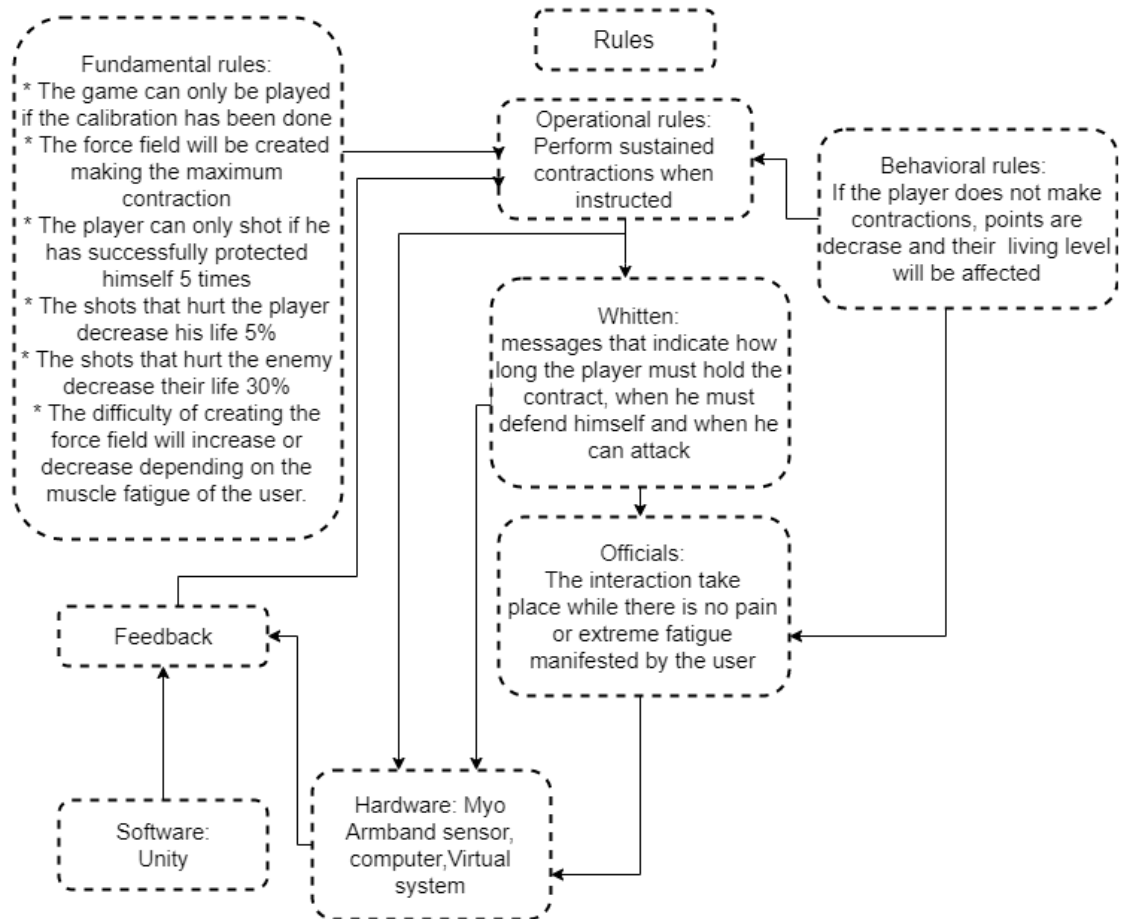 Rules
Fundamental rules:
* The game can only be played
if the calibration has been done
* The force field will be created
making the maximum
contraction
* The player can only shot if he
has successfully protected
himself 5 times
* The shots that hurt the player
decrease his life 5%
* The shots that hurt the enemy
decrease their life 30%
* The difficulty of creating the
force field will increase or
decrease depending on the
muscle fatigue of the user.
Operational rules:
Perform sustained
contractions when
instructed
Behavioral rules:
If the player does not make
contractions, points are
decrase and their living level
will be affected
Whitten:
messages that indicate how
long the player must hold the
contract, when he must
defend himself and when he
can attack
Officials:
The interaction take
place while there is no pain
or extreme fatigue
manifested by the user
Feedback
Software:
Unity
Hardware: Myo
Armband sensor,
computer,Virtual
system